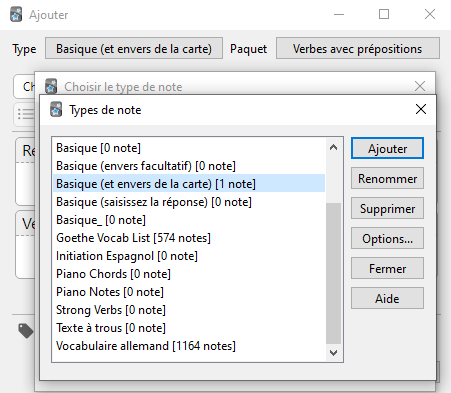 Ajouter
Type Basique (et envers de la carte) Paquet Verbes avec prépositions
Choisir le type de note
Types de note
Basique [0 note]
Basique (envers facultatif) [0 note]
Basique (et envers de la carte) [1 note]
Basique (saisissez la réponse) [0 note]
Basique_ [0 note]
Goethe Vocab List [574 notes]
Initiation Espagnol [0 note]
Piano Chords [0 note]
Piano Notes [0 note]
Strong Verbs [0 note]
Texte à trous [0 note]
Vocabulaire allemand [1164 notes]
Ajouter
Renommer
Supprimer
Options...
Fermer
Aide